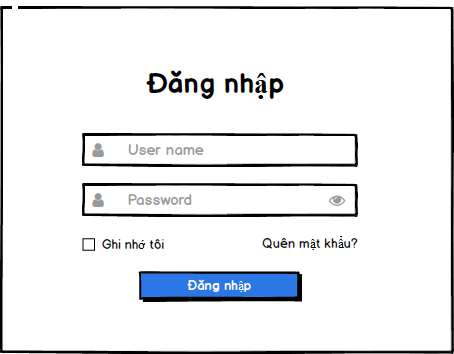 Đăng nhập
User name
Password
Ghi nhớ tôi
Quên mật khẩu?
Đăng nhập